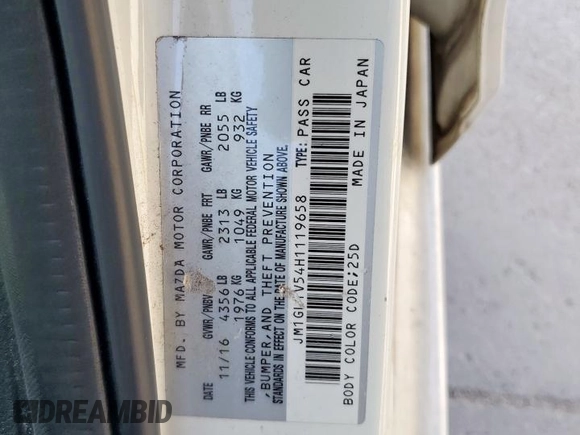 MFD. BY MAZDA MOTOR CORPORATION
GVWR/PNBV GAWR/PNBE FRT GAWR/PNBE RR
DATE 4356 LB 2313 LB 2055 LB
11/16 1976 KG 1049 KG 932 KG
THIS VEHICLE CONFORMS TO ALL APPLICABLE FEDERAL MOTOR VEHICLE SAFETY
,BUMPER,AND THEFT PREVENTION
STANDARDS IN EFFECT ON THE DATE OF MANUFACTURE SHOWN ABOVE.
TYPE: PASS CAR
BODY COLOR CODE;25D MADE IN JAPAN
DREAMBID